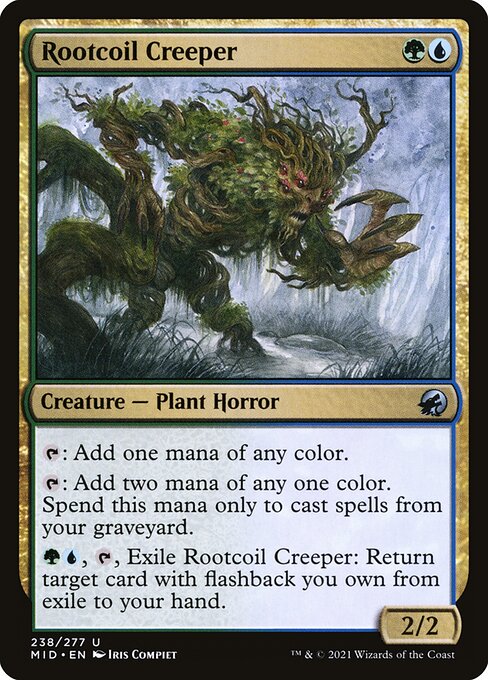 Rootcoil Creeper
Creature — Plant Horror
: Add one mana of any color.
: Add two mana of any one color.
Spend this mana only to cast spells from
your graveyard.
, , Exile Rootcoil Creeper: Return
target card with flashback you own from
exile to your hand.
2/2
238/277 U
MID • EN Iris Compiet
™ & © 2021 Wizards of the Coast